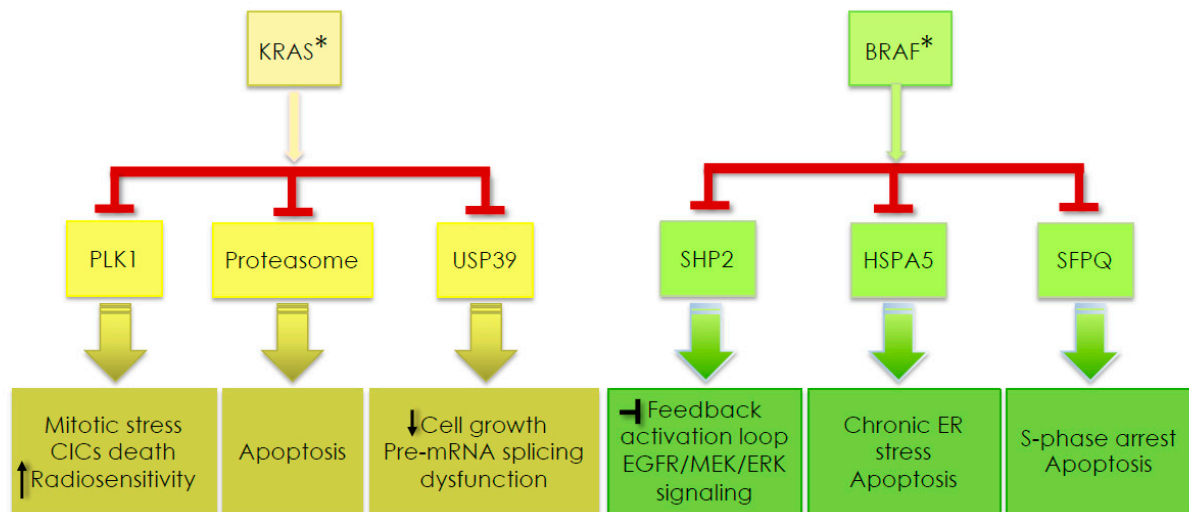 KRAS*
BRAF*
PLK1
Proteasome
USP39
SHP2
HSPA5
SFPQ
Mitotic stress
CICs death
↑Radiosensitivity
Apoptosis
↓Cell growth
Pre-mRNA splicing
dysfunction
⊣Feedback
activation loop
EGFR/MEK/ERK
signaling
Chronic ER
stress
Apoptosis
S-phase arrest
Apoptosis